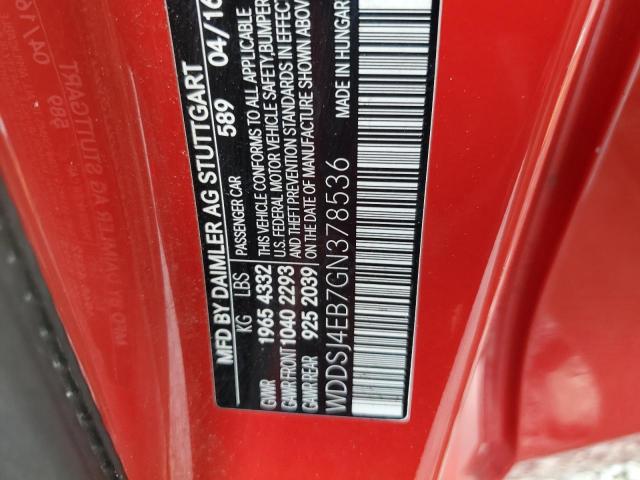 MFD BY DAIMLER AG STUTTGART
589 04/16
KG LBS PASSENGER CAR
GVWR 1965 4332 THIS VEHICLE CONFORMS TO ALL APPLICABLE
GAWR FRONT 1040 2293 U.S. FEDERAL MOTOR VEHICLE SAFETY, BUMPER
GAWR REAR 925 2039 AND THEFT PREVENTION STANDARDS IN EFFECT
ON THE DATE OF MANUFACTURE SHOWN ABOVE
WDDSJ4EB7GN378536 MADE IN HUNGAR